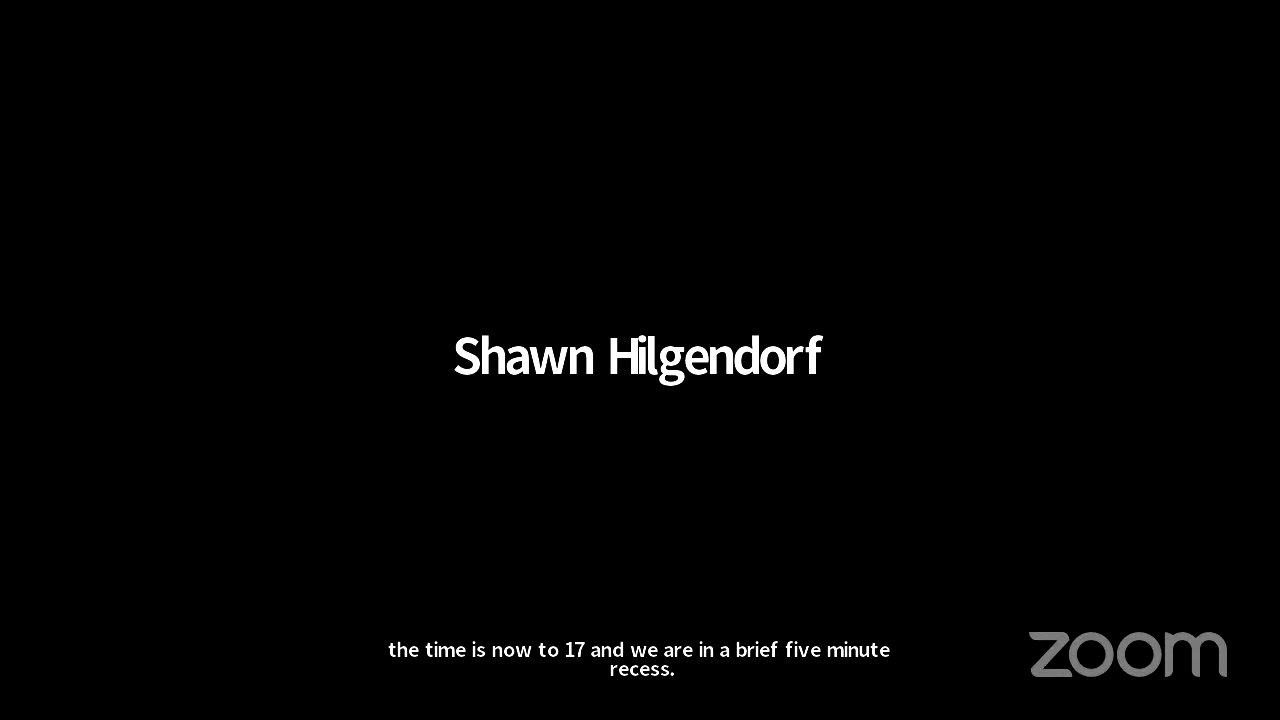 Shawn Hilgendorf
the time is now to 17 and we are in a brief five minute
recess.
zoom